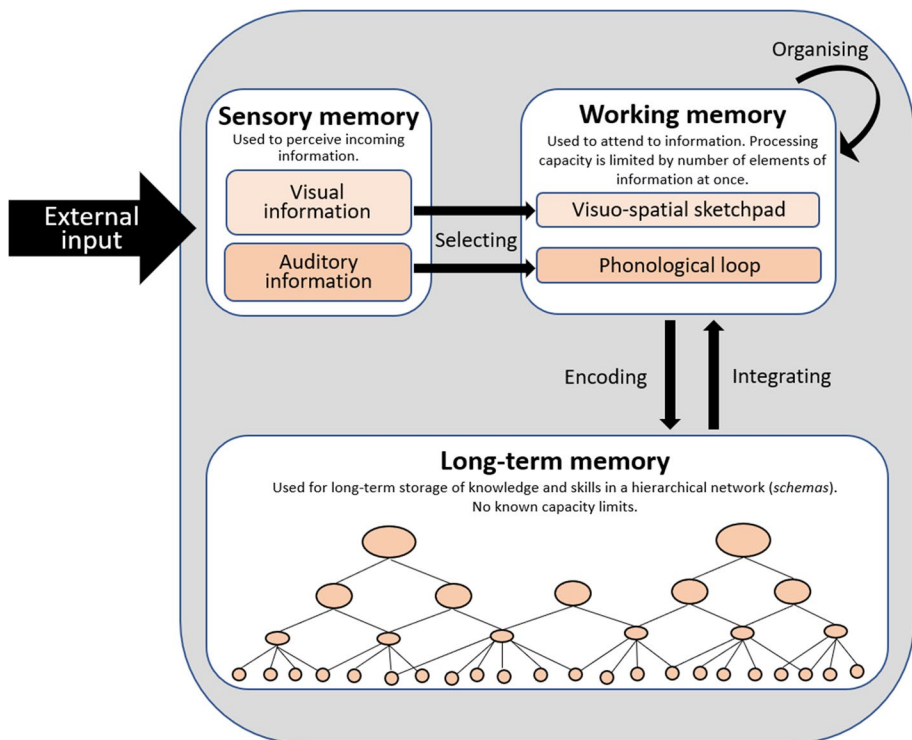 Organising
Sensory memory
Used to perceive incoming
information.
Visual
information
Auditory
information
External
input
Selecting
Working memory
Used to attend to information. Processing
capacity is limited by number of elements of
information at once.
Visuo-spatial sketchpad
Phonological loop
Encoding
Integrating
Long-term memory
Used for long-term storage of knowledge and skills in a hierarchical network (schemas).
No known capacity limits.